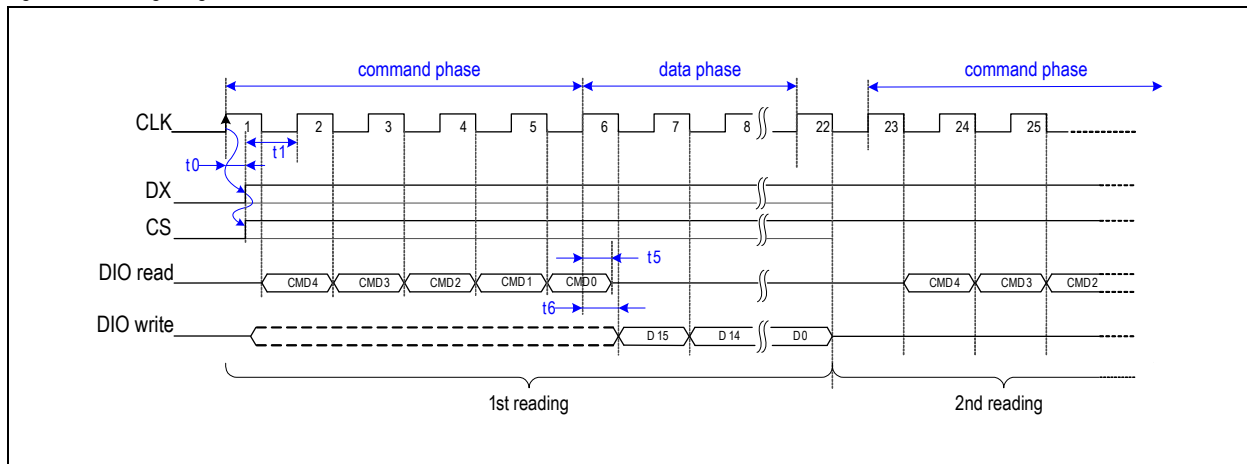 command phase data phase command phase
CLK 1 2 3 4 5 6 7 8 22 23 24 25
t1
t0
DX
CS
t5
DIO read CMD4 CMD3 CMD2 CMD1 CMD0 CMD4 CMD3 CMD2
t6
DIO write D 15 D 14 D0
1st reading 2nd reading